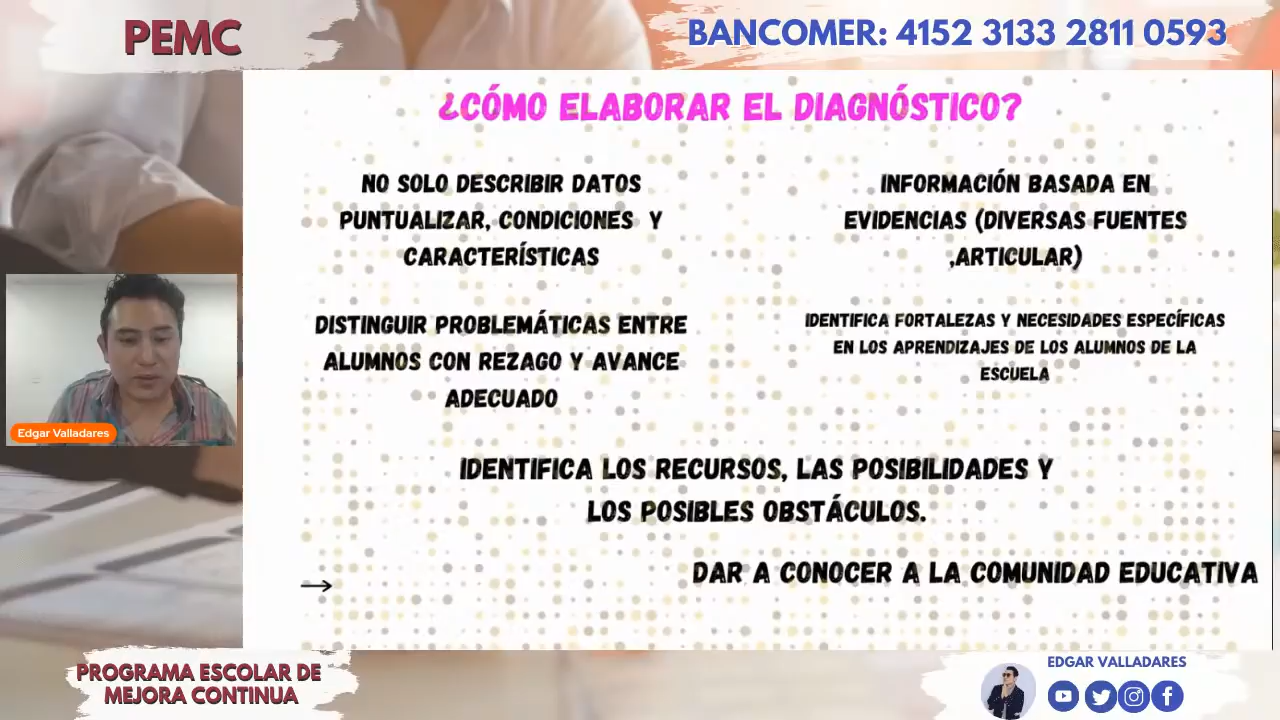 PEMC
BANCOMER: 4152 3133 2811 0593
¿CÓMO ELABORAR EL DIAGNÓSTICO?
NO SOLO DESCRIBIR DATOS
PUNTUALIZAR, CONDICIONES Y
CARACTERÍSTICAS
INFORMACIÓN BASADA EN
EVIDENCIAS (DIVERSAS FUENTES
,ARTICULAR)
DISTINGUIR PROBLEMÁTICAS ENTRE
ALUMNOS CON REZAGO Y AVANCE
ADECUADO
IDENTIFICA FORTALEZAS Y NECESIDADES ESPECÍFICAS
EN LOS APRENDIZAJES DE LOS ALUMNOS DE LA
ESCUELA
IDENTIFICA LOS RECURSOS, LAS POSIBILIDADES Y
LOS POSIBLES OBSTÁCULOS.
DAR A CONOCER A LA COMUNIDAD EDUCATIVA
Edgar Valladares
PROGRAMA ESCOLAR DE
MEJORA CONTINUA
EDGAR VALLADARES